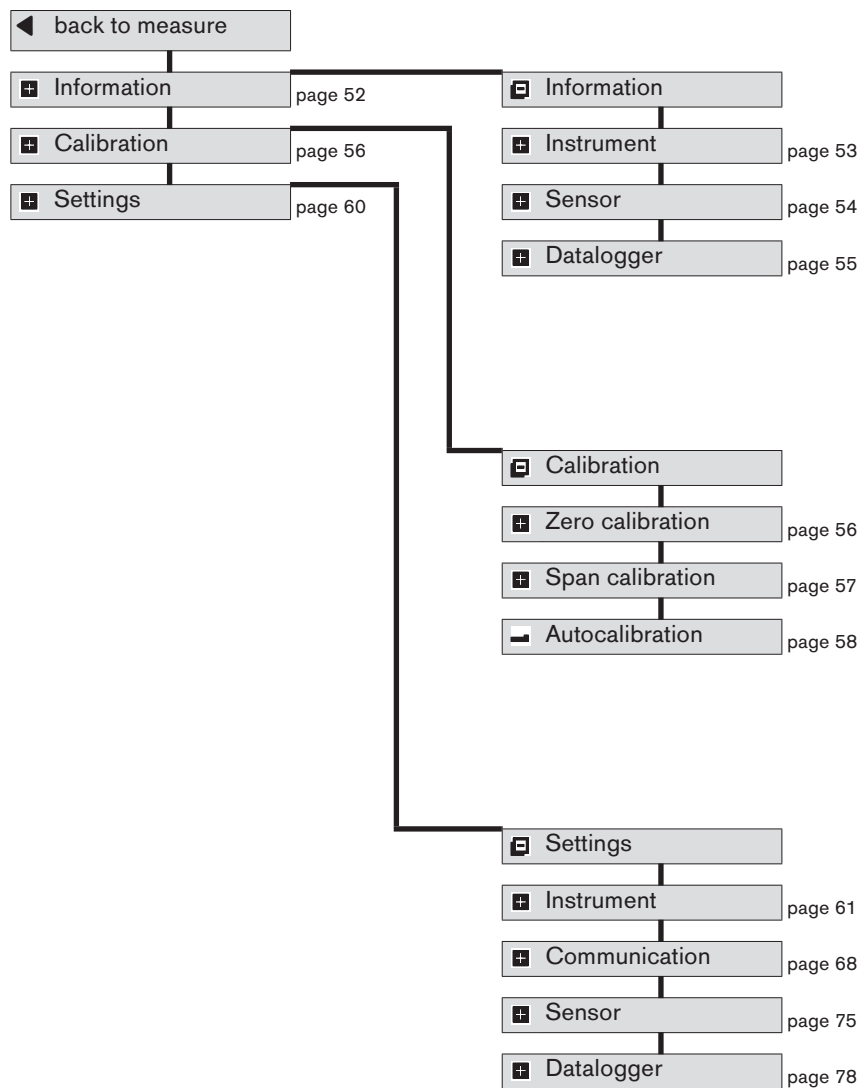 back to measure
Information
page 52
Calibration
page 56
Settings
page 60
Information
Instrument
page 53
Sensor
page 54
Datalogger
page 55
Calibration
Zero calibration
page 56
Span calibration
page 57
Autocalibration
page 58
Settings
Instrument
page 61
Communication
page 68
Sensor
page 75
Datalogger
page 78